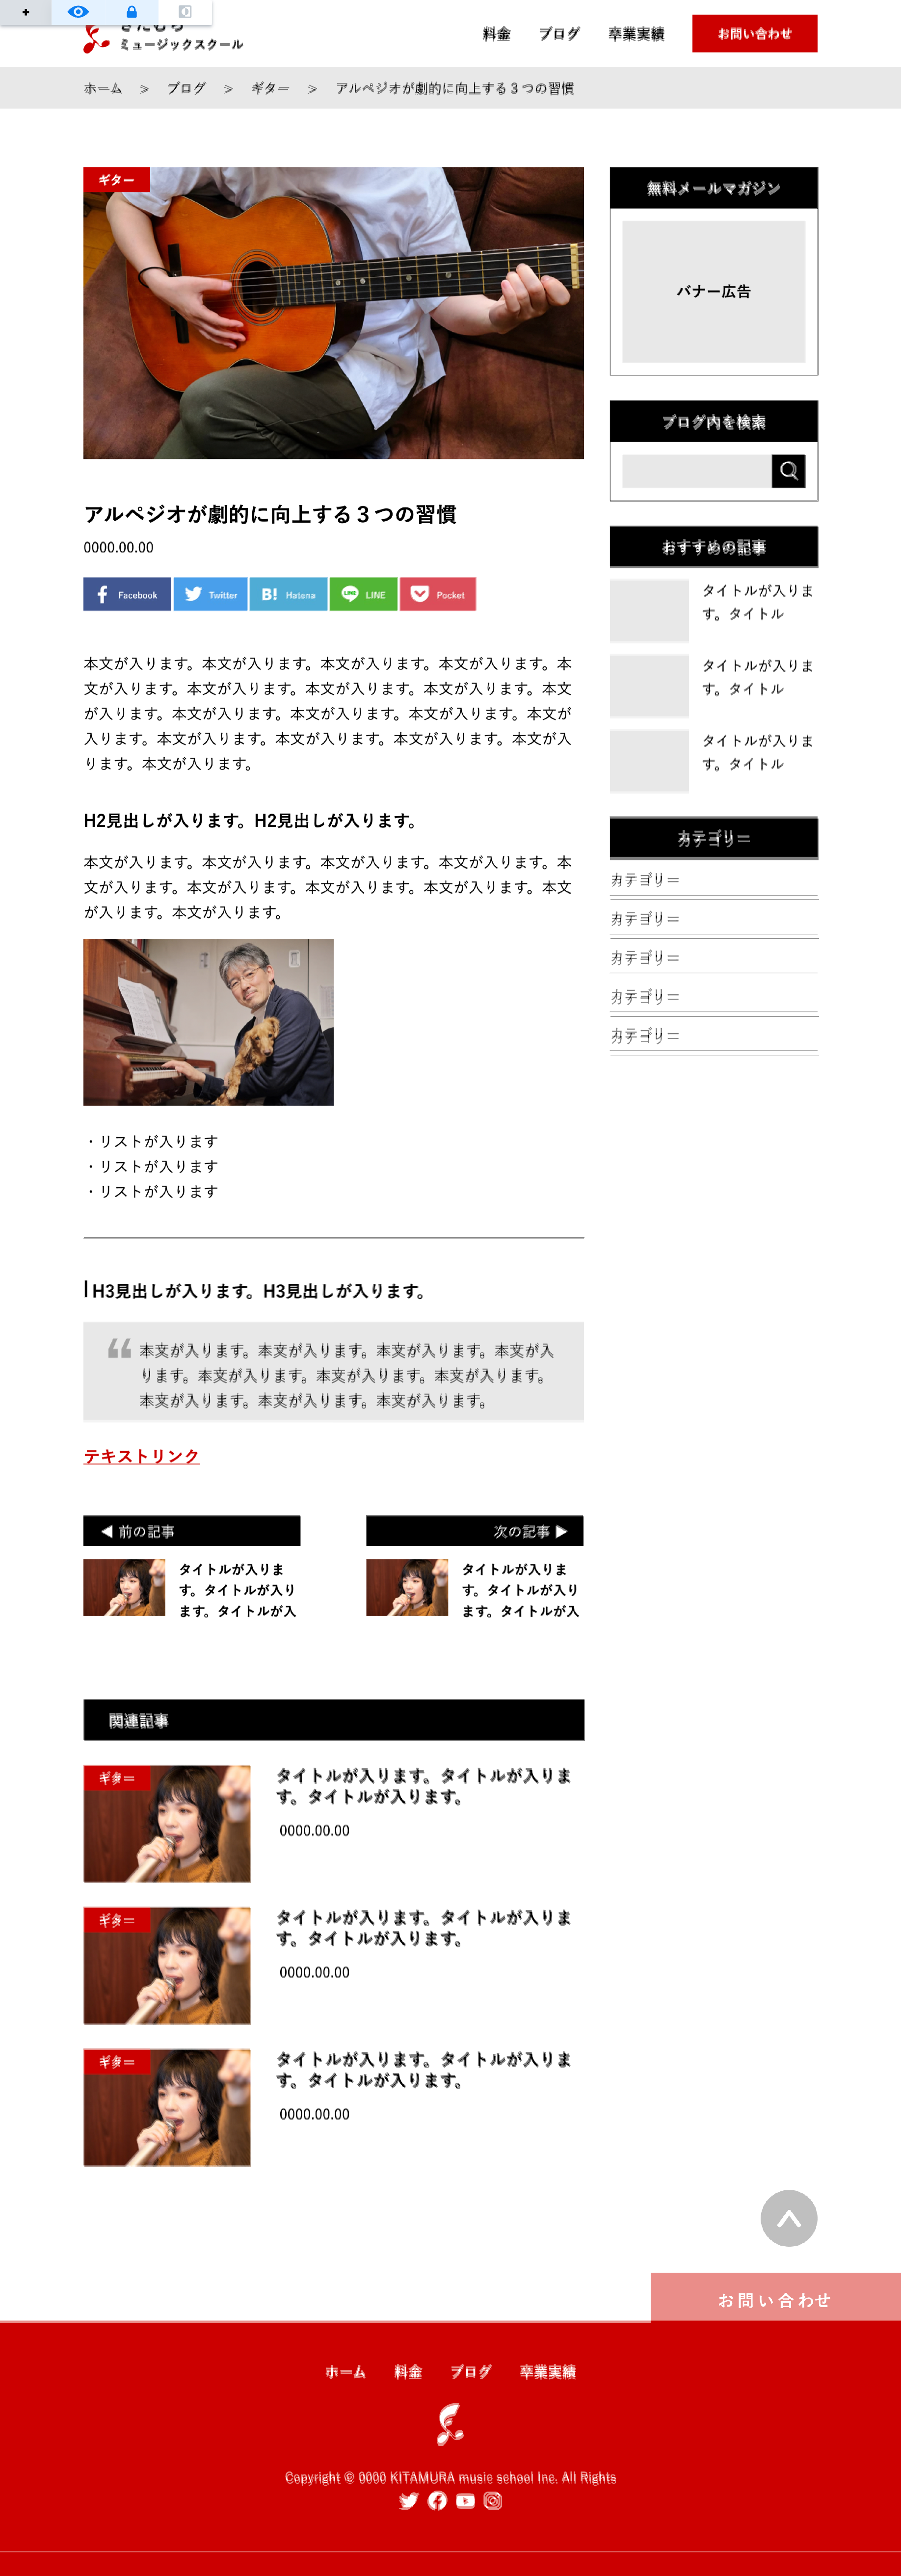 きたむら
ミュージックスクール
料金 ブログ 卒業実績 お問い合わせ
ホーム > ブログ > ギター > アルペジオが劇的に向上する３つの習慣
ギター
アルペジオが劇的に向上する３つの習慣
0000.00.00
Facebook Twitter B! Hatena LINE LINE Pocket
本文が入ります。本文が入ります。本文が入ります。本文が入ります。本
文が入ります。本文が入ります。本文が入ります。本文が入ります。本文
が入ります。本文が入ります。本文が入ります。本文が入ります。本文が
入ります。本文が入ります。本文が入ります。本文が入ります。本文が入
ります。本文が入ります。
H2見出しが入ります。H2見出しが入ります。
本文が入ります。本文が入ります。本文が入ります。本文が入ります。本
文が入ります。本文が入ります。本文が入ります。本文が入ります。本文
が入ります。本文が入ります。
・リストが入ります
・リストが入ります
・リストが入ります
H3見出しが入ります。H3見出しが入ります。
本文が入ります。本文が入ります。本文が入ります。本文が入
ります。本文が入ります。本文が入ります。本文が入ります。
本文が入ります。本文が入ります。本文が入ります。
テキストリンク
◀ 前の記事
タイトルが入りま
す。タイトルが入り
ます。タイトルが入
次の記事 ▶
タイトルが入りま
す。タイトルが入り
ます。タイトルが入
関連記事
ギター
タイトルが入ります。タイトルが入りま
す。タイトルが入ります。
0000.00.00
ギター
タイトルが入ります。タイトルが入りま
す。タイトルが入ります。
0000.00.00
ギター
タイトルが入ります。タイトルが入りま
す。タイトルが入ります。
0000.00.00
無料メールマガジン
バナー広告
ブログ内を検索
おすすめの記事
タイトルが入りま
す。タイトル
タイトルが入りま
す。タイトル
タイトルが入りま
す。タイトル
カテゴリー
カテゴリー
カテゴリー
カテゴリー
カテゴリー
カテゴリー
お問い合わせ
ホーム 料金 ブログ 卒業実績
Copyright © 0000 KITAMURA music school Inc. All Rights